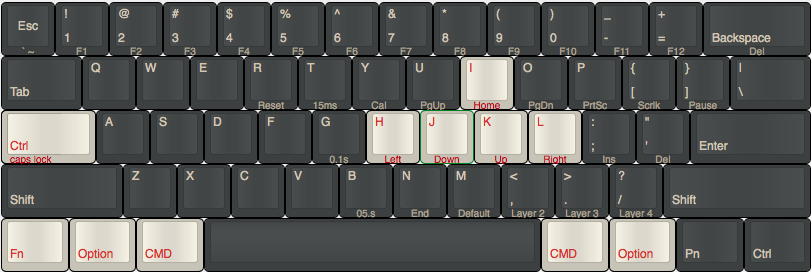 Esc ! @ # $ % ^ & * ( ) _ +
1 2 3 4 5 6 7 8 9 0 - = Backspace
` ~ F1 F2 F3 F4 F5 F6 F7 F8 F9 F10 F11 F12 Del
Q W E R T Y U I O P { } |
Tab [ ] \
Reset 15ms Cal PgUp Home PgDn PrtSc Scrlk Pause
A S D F G H J K L : "
Ctrl ; ' Enter
caps lock 0.1s Left Down Up Right Ins Del
Z X C V B N M < > ?
Shift , . / Shift
05.s End Default Layer 2 Layer 3 Layer 4
Fn Option CMD CMD Option Pn Ctrl